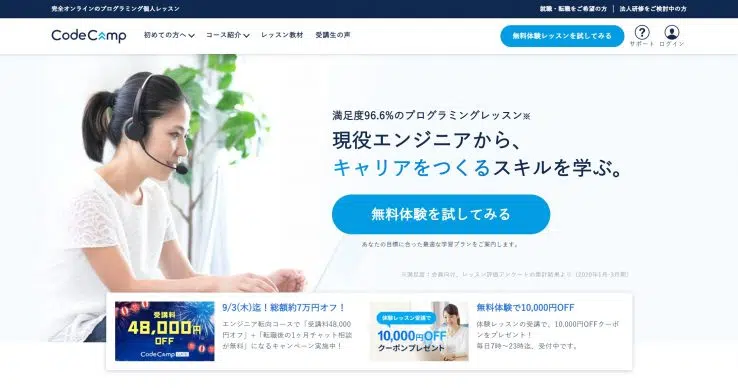 完全オンラインのプログラミング個人レッスン
就職・転職をご希望の方 | 法人研修をご検討中の方
CodeCamp 初めての方へ コース紹介 レッスン教材 受講生の声 無料体験レッスンを試してみる サポート ログイン
満足度96.6%のプログラミングレッスン※
現役エンジニアから、
キャリアをつくるスキルを学ぶ。
無料体験を試してみる
あなたの目標に合った最適な学習プランをご案内します。
※満足度：会員向け、レッスン評価アンケートの集計結果より（2020年1月-3月期）
受講料
48,000円
OFF
CodeCamp
9/3(木)迄！総額約7万円オフ！
エンジニア転向コースで「受講料48,000
円オフ」+「転職後の1ヶ月チャット相談
が無料」になるキャンペーン実施中！
体験レッスン受講で
10,000円OFF
クーポンプレゼント
無料体験で10,000円OFF
体験レッスンの受講で、10,000円OFFクーポ
ンをプレゼント！
毎日7時〜23時迄、受付中です。